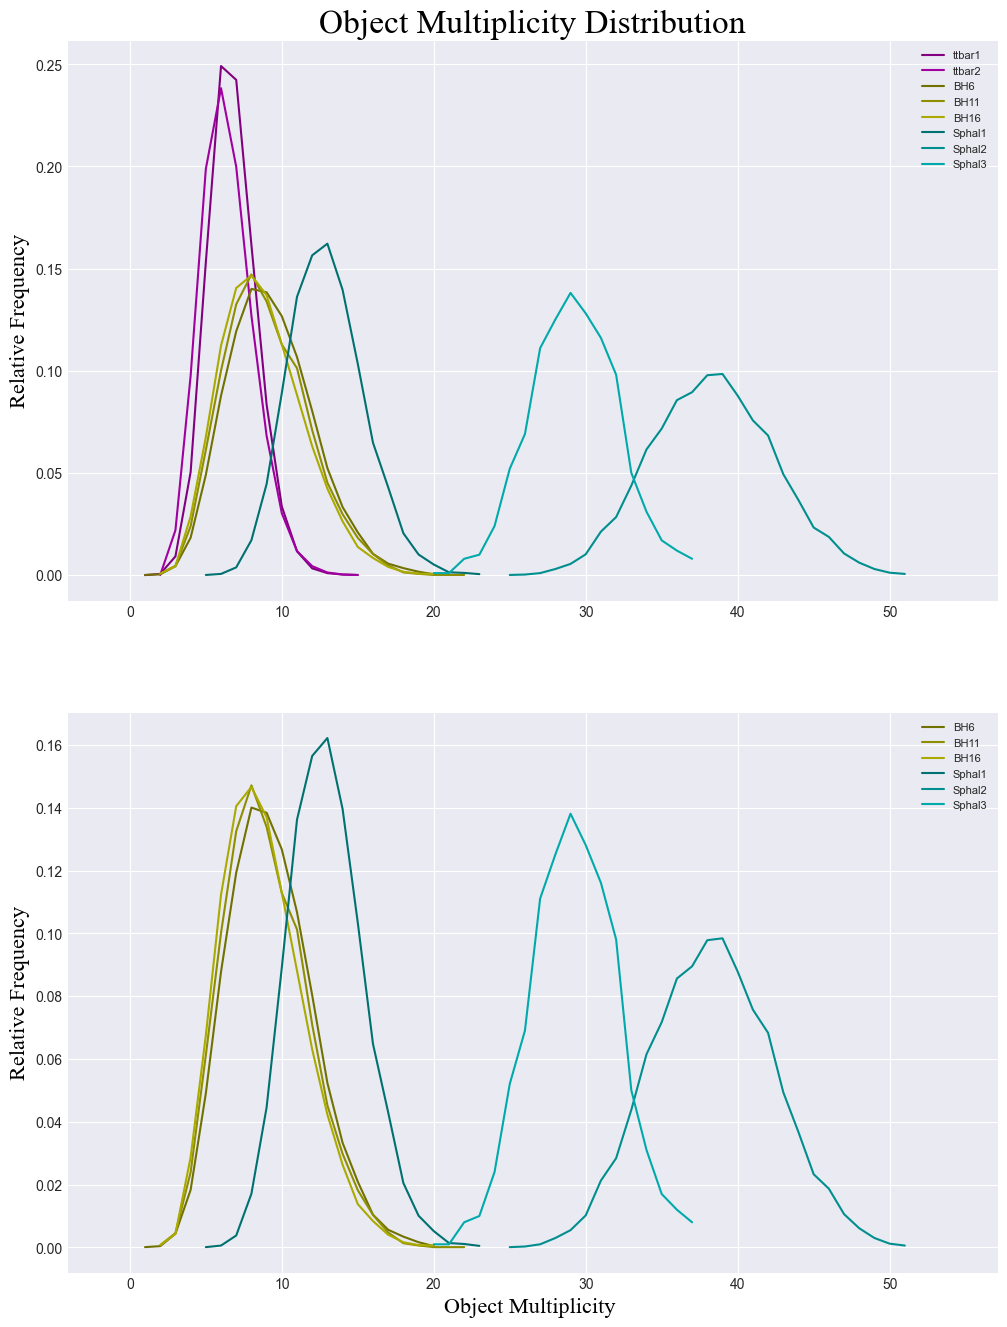 Object Multiplicity Distribution
Relative Frequency
0.25
0.20
0.15
0.10
0.05
0.00
0 10 20 30 40 50
ttbar1
ttbar2
BH6
BH11
BH16
Sphal1
Sphal2
Sphal3
Relative Frequency
0.16
0.14
0.12
0.10
0.08
0.06
0.04
0.02
0.00
0 10 20 30 40 50
BH6
BH11
BH16
Sphal1
Sphal2
Sphal3
Object Multiplicity